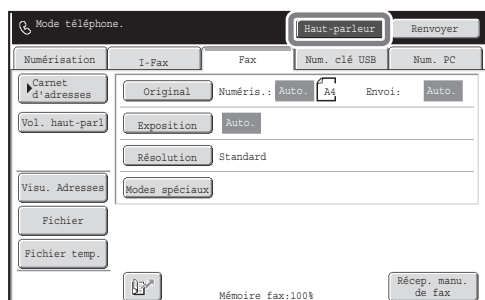 Mode téléphone.
Haut-parleur
Renvoyer
Numérisation
I-Fax
Fax
Num. clé USB
Num. PC
Carnet
d'adresses
Original
Numéris.: Auto. A4 Envoi: Auto.
Vol. haut-parl
Exposition
Auto.
Résolution
Standard
Visu. Adresses
Modes spéciaux
Fichier
Fichier temp.
Mémoire fax:100%
Récep. manu.
de fax